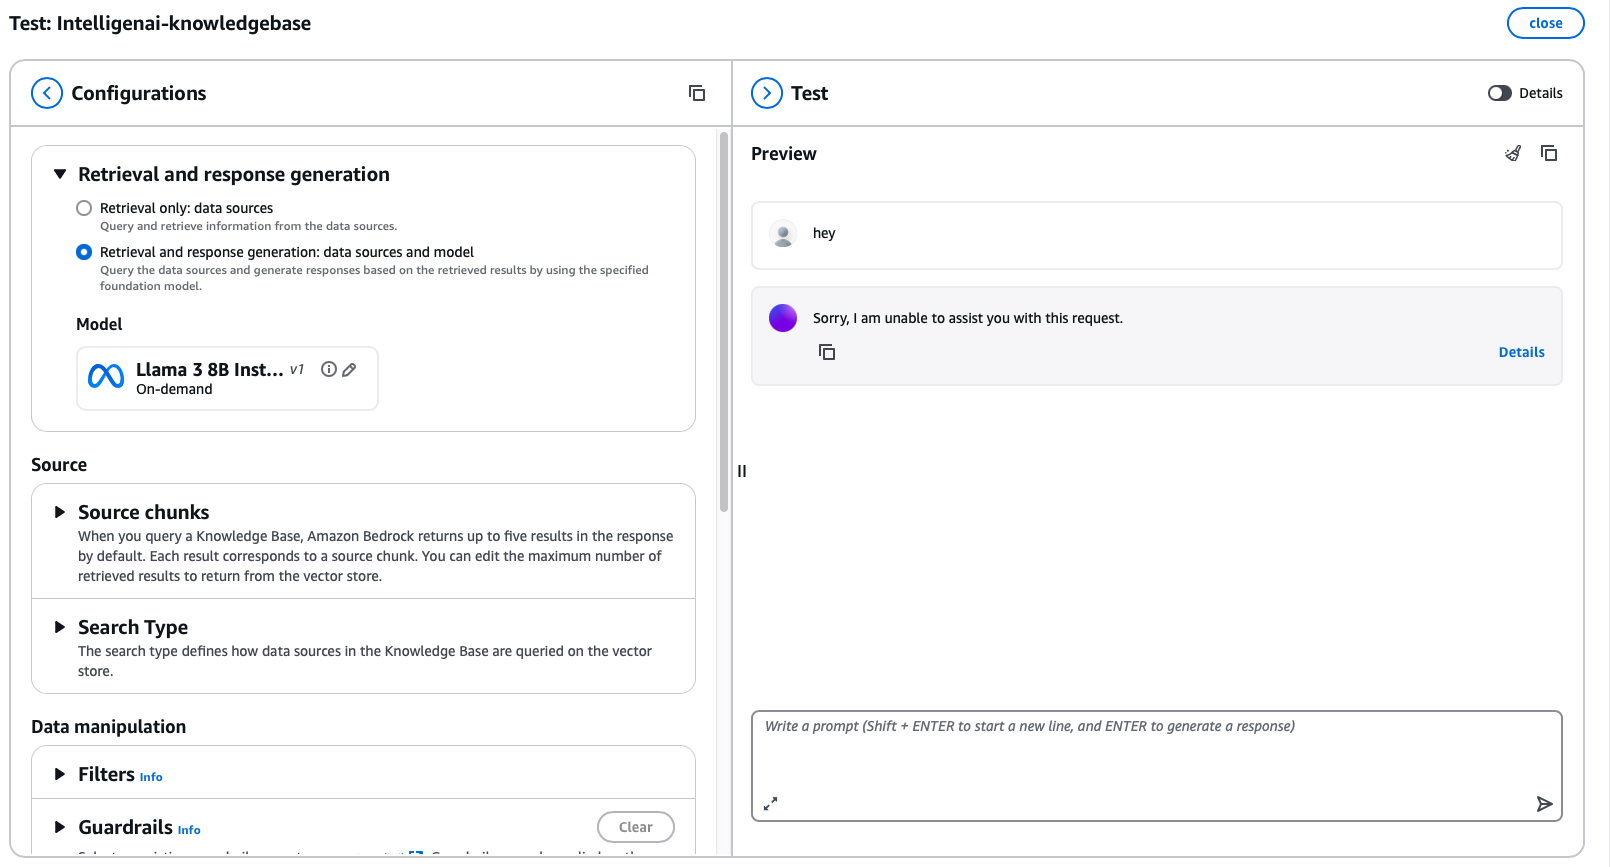 Test: Intelligenai-knowledgebase
close
Configurations
Retrieval and response generation
Retrieval only: data sources
Query and retrieve information from the data sources.
Retrieval and response generation: data sources and model
Query the data sources and generate responses based on the retrieved results by using the specified
foundation model.
Model
Llama 3 8B Inst... v1
On-demand
Source
Source chunks
When you query a Knowledge Base, Amazon Bedrock returns up to five results in the response
by default. Each result corresponds to a source chunk. You can edit the maximum number of
retrieved results to return from the vector store.
Search Type
The search type defines how data sources in the Knowledge Base are queried on the vector
store.
Data manipulation
Filters Info
Guardrails Info
Clear
Test
Details
Preview
hey
Sorry, I am unable to assist you with this request.
Details
Write a prompt (Shift + ENTER to start a new line, and ENTER to generate a response)